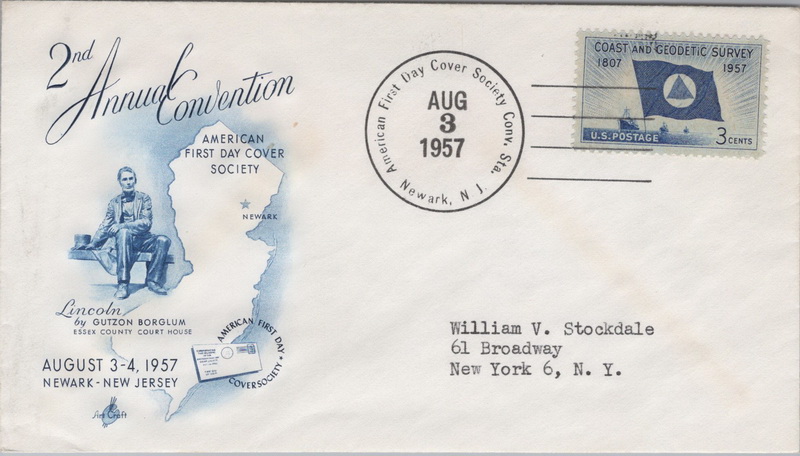 2nd
Annual
Convention
AMERICAN
FIRST DAY COVER
SOCIETY
NEWARK
Lincoln
by GUTZON BORGLUM
ESSEX COUNTY COURT HOUSE
AUGUST 3-4, 1957
NEWARK - NEW JERSEY
Art Craft
AMERICAN FIRST DAY
COVER SOCIETY
American First Day Cover Society Conv. Sta.
AUG
3
1957
Newark, N J.
COAST AND GEODETIC SURVEY
1807 1957
U.S. POSTAGE 3 CENTS
William V. Stockdale
61 Broadway
New York 6, N. Y.